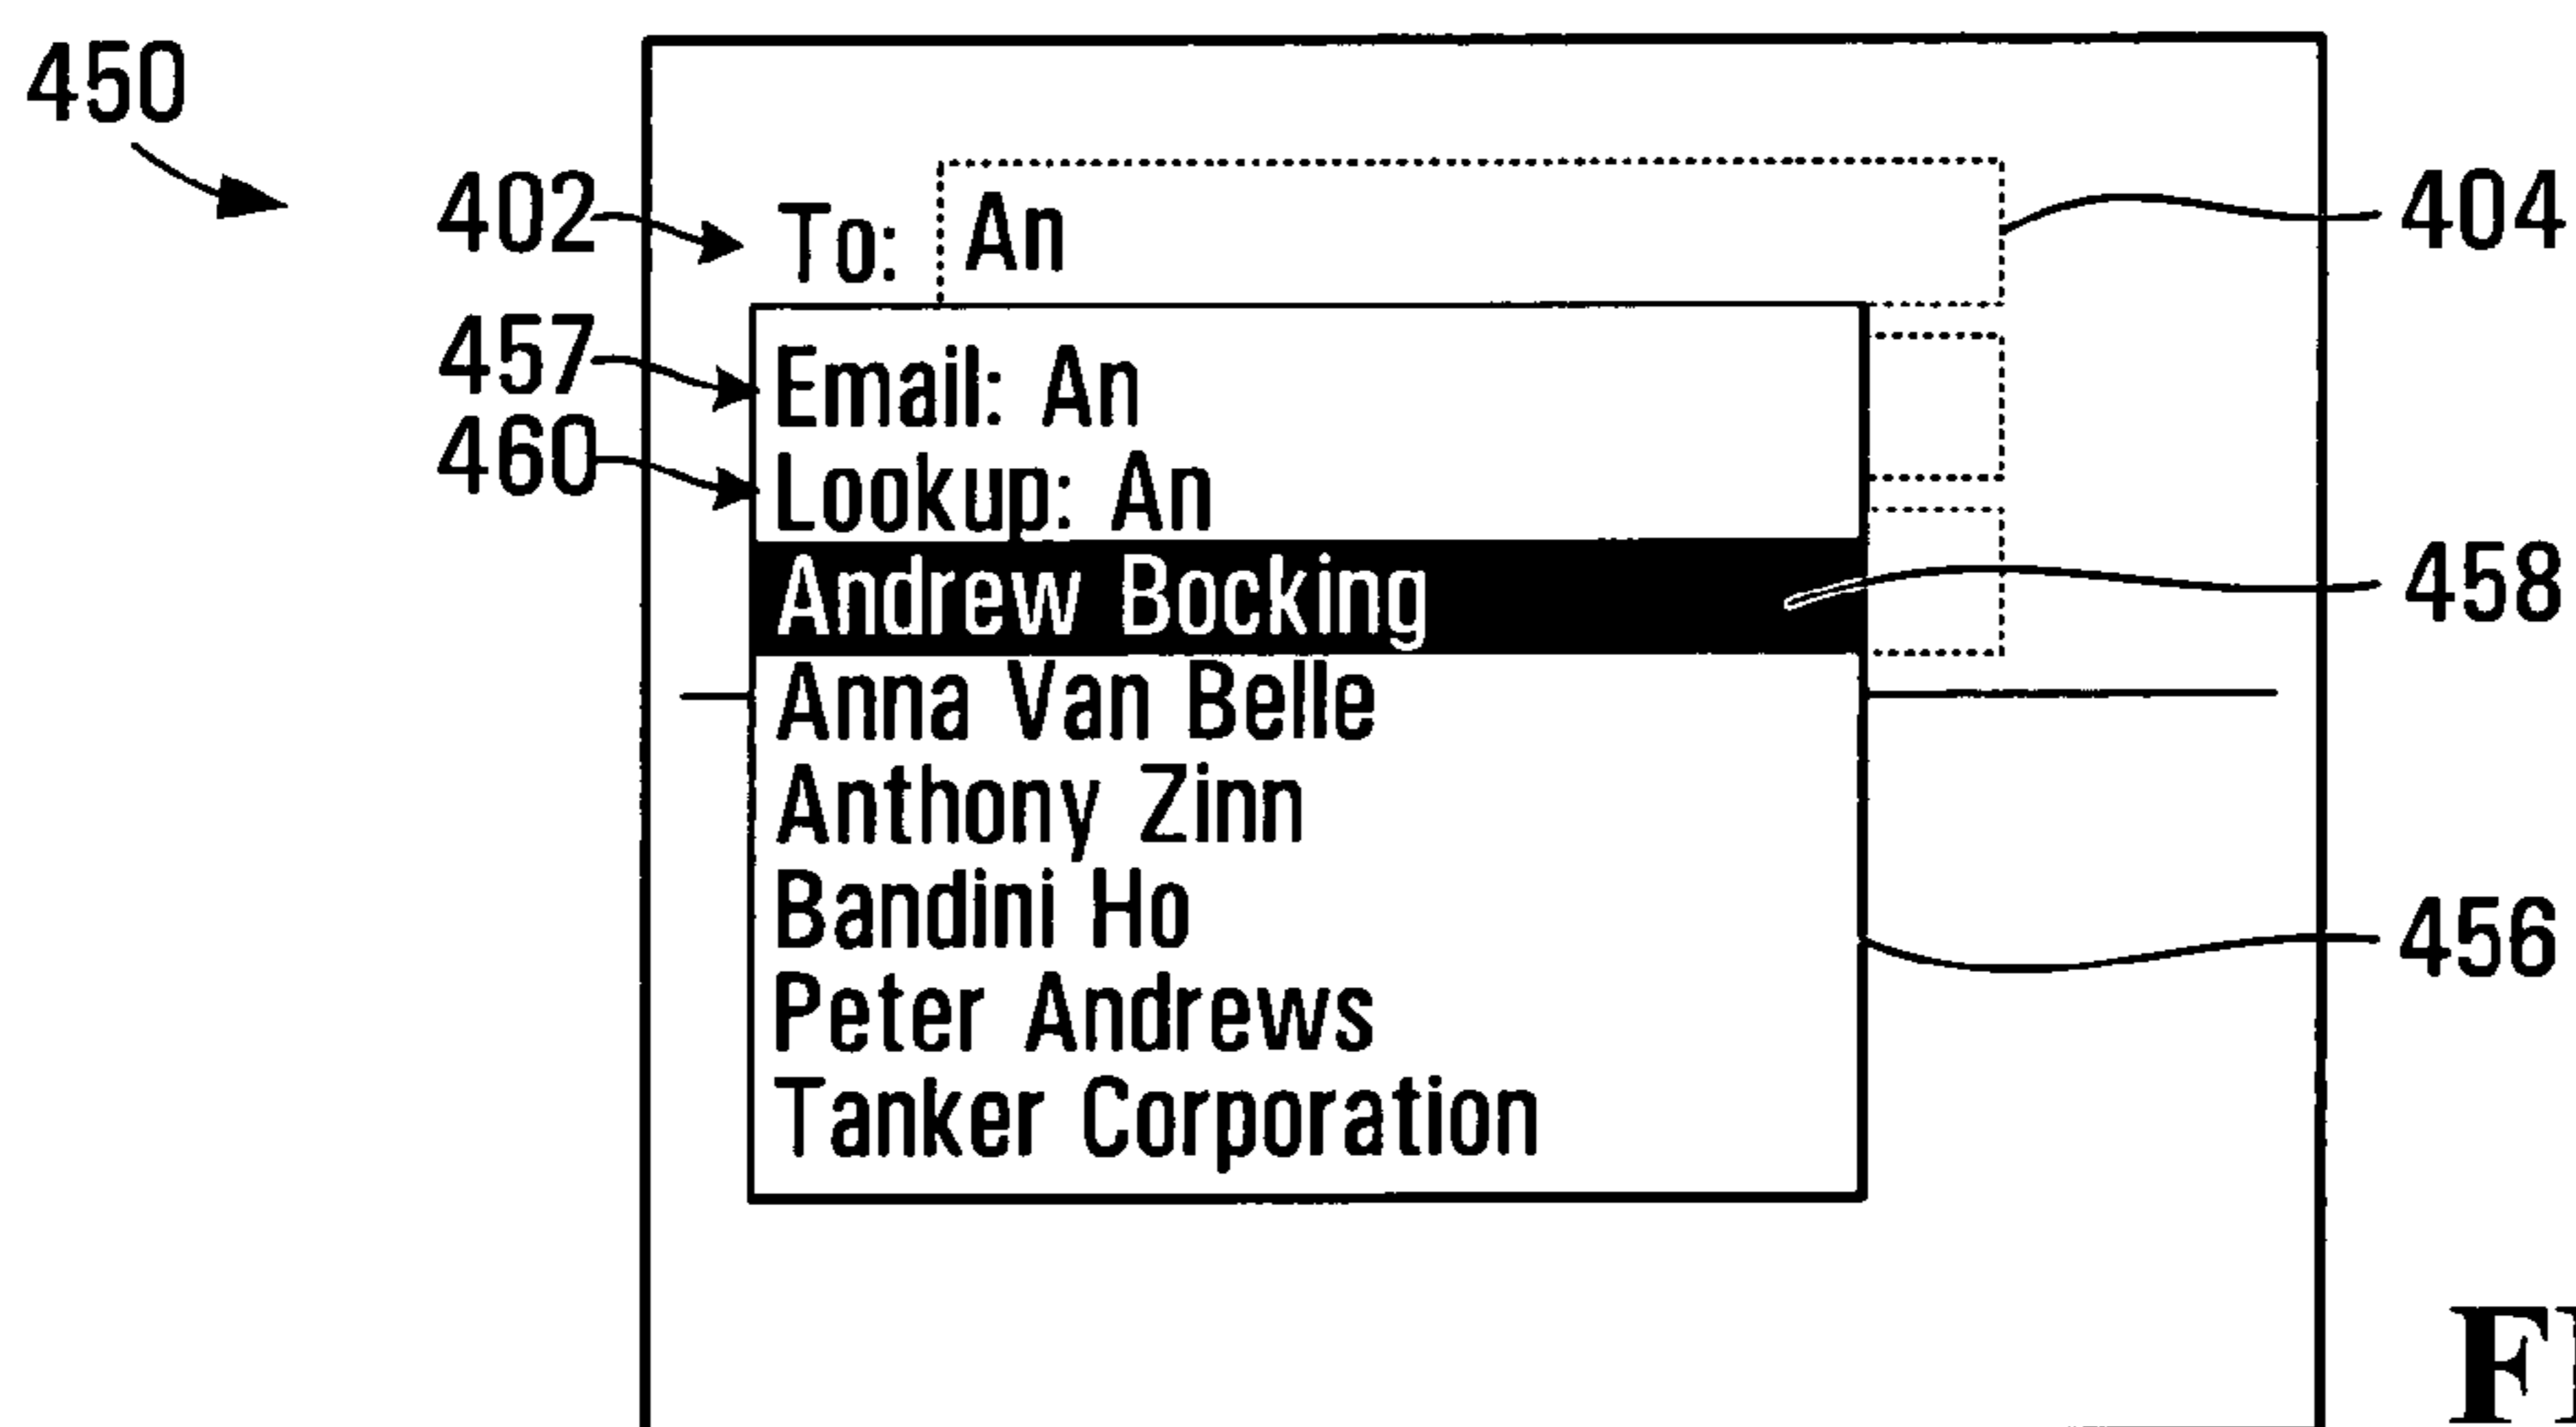 450
402 To: An 404
457 Email: An
460 Lookup: An
Andrew Bocking 458
Anna Van Belle
Anthony Zinn
Bandini Ho 456
Peter Andrews
Tanker Corporation